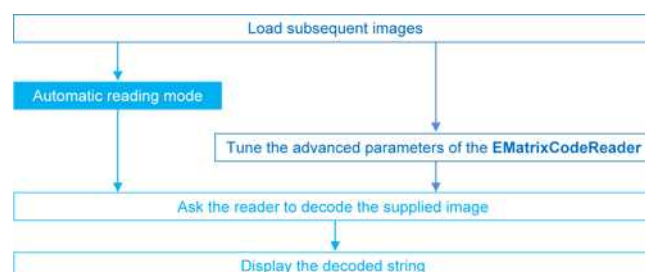 Load subsequent images
Automatic reading mode
Tune the advanced parameters of the EMatrixCodeReader
Ask the reader to decode the supplied image
Display the decoded string